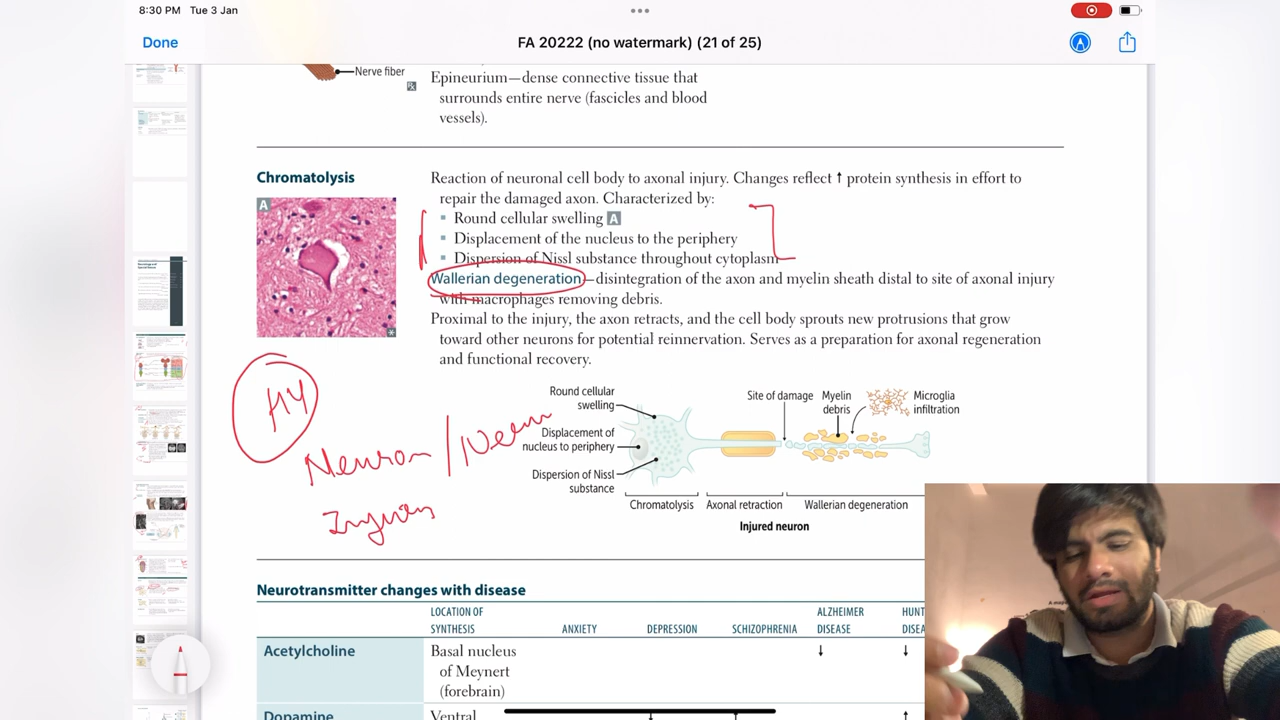 8:30 PM Tue 3 Jan
Done
FA 20222 (no watermark) (21 of 25)
Nerve fiber
Epineurium—dense connective tissue that
surrounds entire nerve (fascicles and blood
vessels).
Chromatolysis
A
Reaction of neuronal cell body to axonal injury. Changes reflect ↑ protein synthesis in effort to
repair the damaged axon. Characterized by:
▪ Round cellular swelling A
▪ Displacement of the nucleus to the periphery
▪ Dispersion of Nissl substance throughout cytoplasm
Wallerian degeneration—disintegration of the axon and myelin sheath distal to site of axonal injury
with macrophages removing debris.
Proximal to the injury, the axon retracts, and the cell body sprouts new protrusions that grow
toward other neurons for potential reinnervation. Serves as a preparation for axonal regeneration
and functional recovery.
Neuron /
Round cellular
swelling
Displacement of
nucleus to periphery
Dispersion of Nissl
substance
Site of damage
Myelin
debris
Microglia
infiltration
Chromatolysis
Axonal retraction
Wallerian degeneration
Injured neuron
Neurotransmitter changes with disease
LOCATION OF
SYNTHESIS
ANXIETY
DEPRESSION
SCHIZOPHRENIA
ALZHEIMER
DISEASE
HUNT
DISEA
Acetylcholine
Basal nucleus
of Meynert
(forebrain)
↓
↓
Dopamine
Ventral